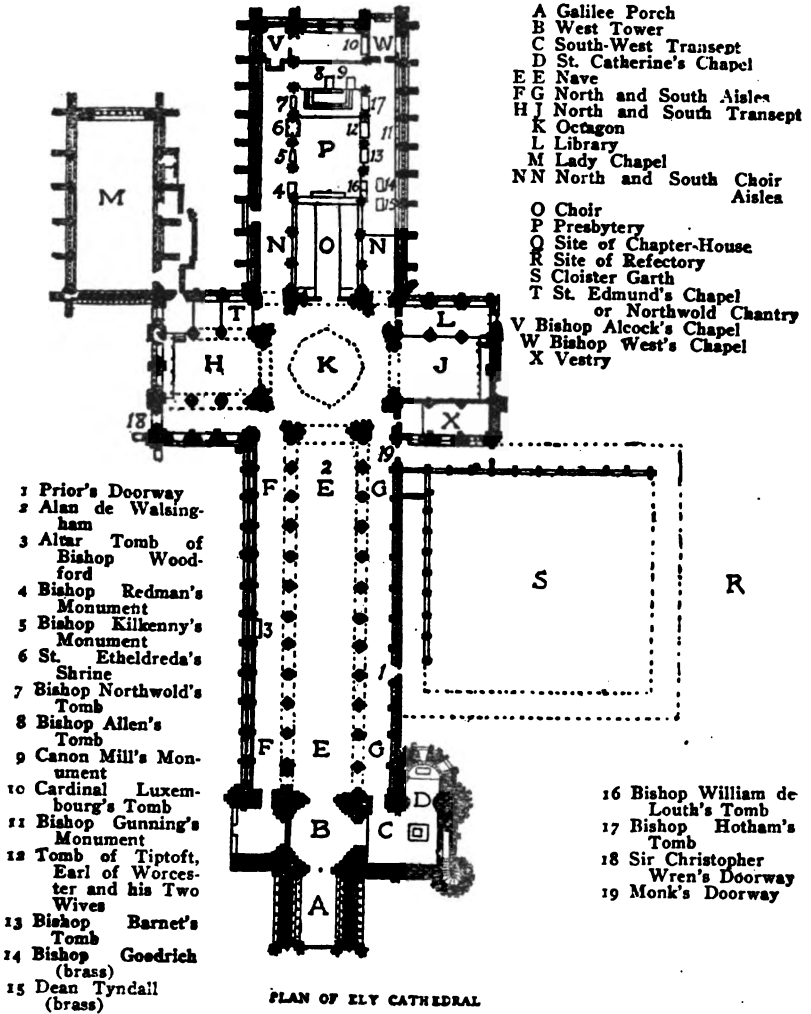 A Galilee Porch
B West Tower
C South-West Transept
D St. Catherine's Chapel
E E Nave
F G North and South Aisles
H J North and South Transept
K Octagon
L Library
M Lady Chapel
N N North and South Choir
Aisles
O Choir
P Presbytery
Q Site of Chapter-House
R Site of Refectory
S Cloister Garth
T St. Edmund's Chapel
or Northwold Chantry
V Bishop Alcock's Chapel
W Bishop West's Chapel
X Vestry
V
10
W
8
9
7
17
6
12
11
P
5
13
4
16
14
15
M
N
O
N
T
L
H
K
J
18
X
19
2
F
E
G
S
R
3
1
F
E
G
D
B
C
A
1 Prior's Doorway
2 Alan de Walsing-
ham
3 Altar Tomb of
Bishop Wood-
ford
4 Bishop Redman's
Monument
5 Bishop Kilkenny's
Monument
6 St. Etheldreda's
Shrine
7 Bishop Northwold's
Tomb
8 Bishop Allen's
Tomb
9 Canon Mill's Mon-
ument
10 Cardinal Luxem-
bourg's Tomb
11 Bishop Gunning's
Monument
12 Tomb of Tiptoft,
Earl of Worces-
ter and his Two
Wives
13 Bishop Barnet's
Tomb
14 Bishop Goodrich
(brass)
15 Dean Tyndall
(brass)
16 Bishop William de
Louth's Tomb
17 Bishop Hotham's
Tomb
18 Sir Christopher
Wren's Doorway
19 Monk's Doorway
PLAN OF ELY CATHEDRAL